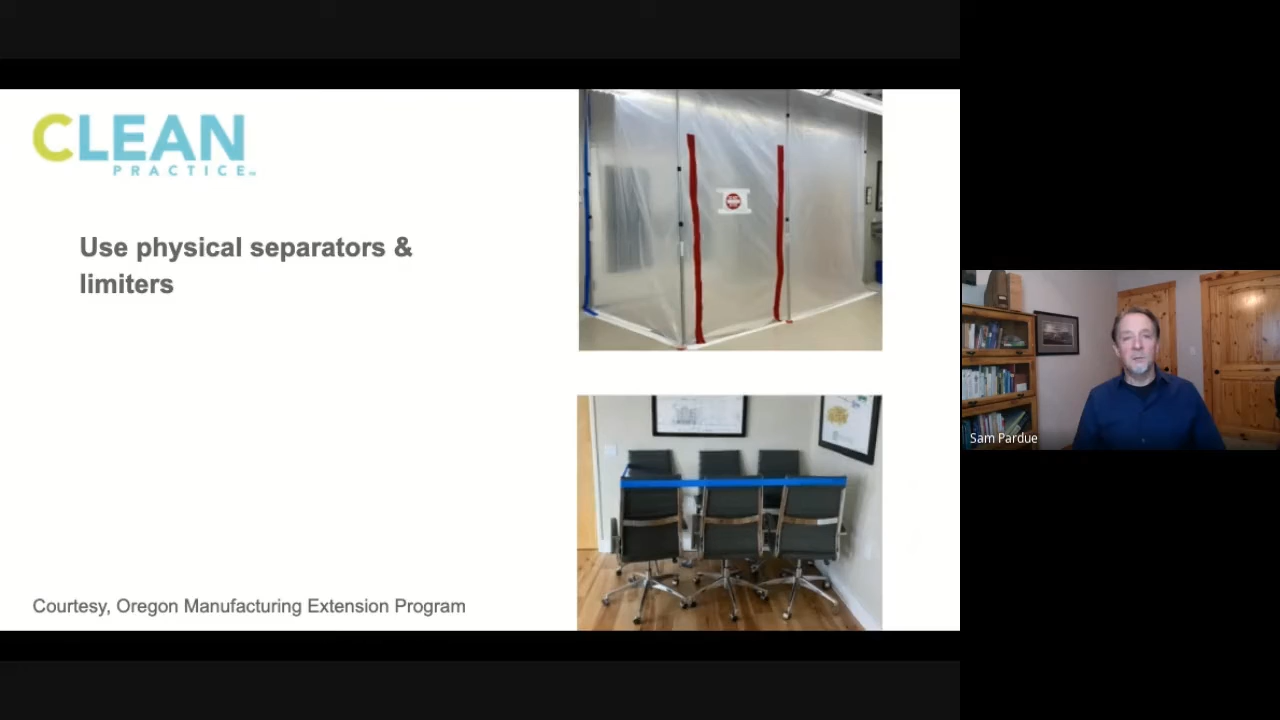 CLEAN
PRACTICE
Use physical separators &
limiters
Courtesy, Oregon Manufacturing Extension Program
Sam Pardue